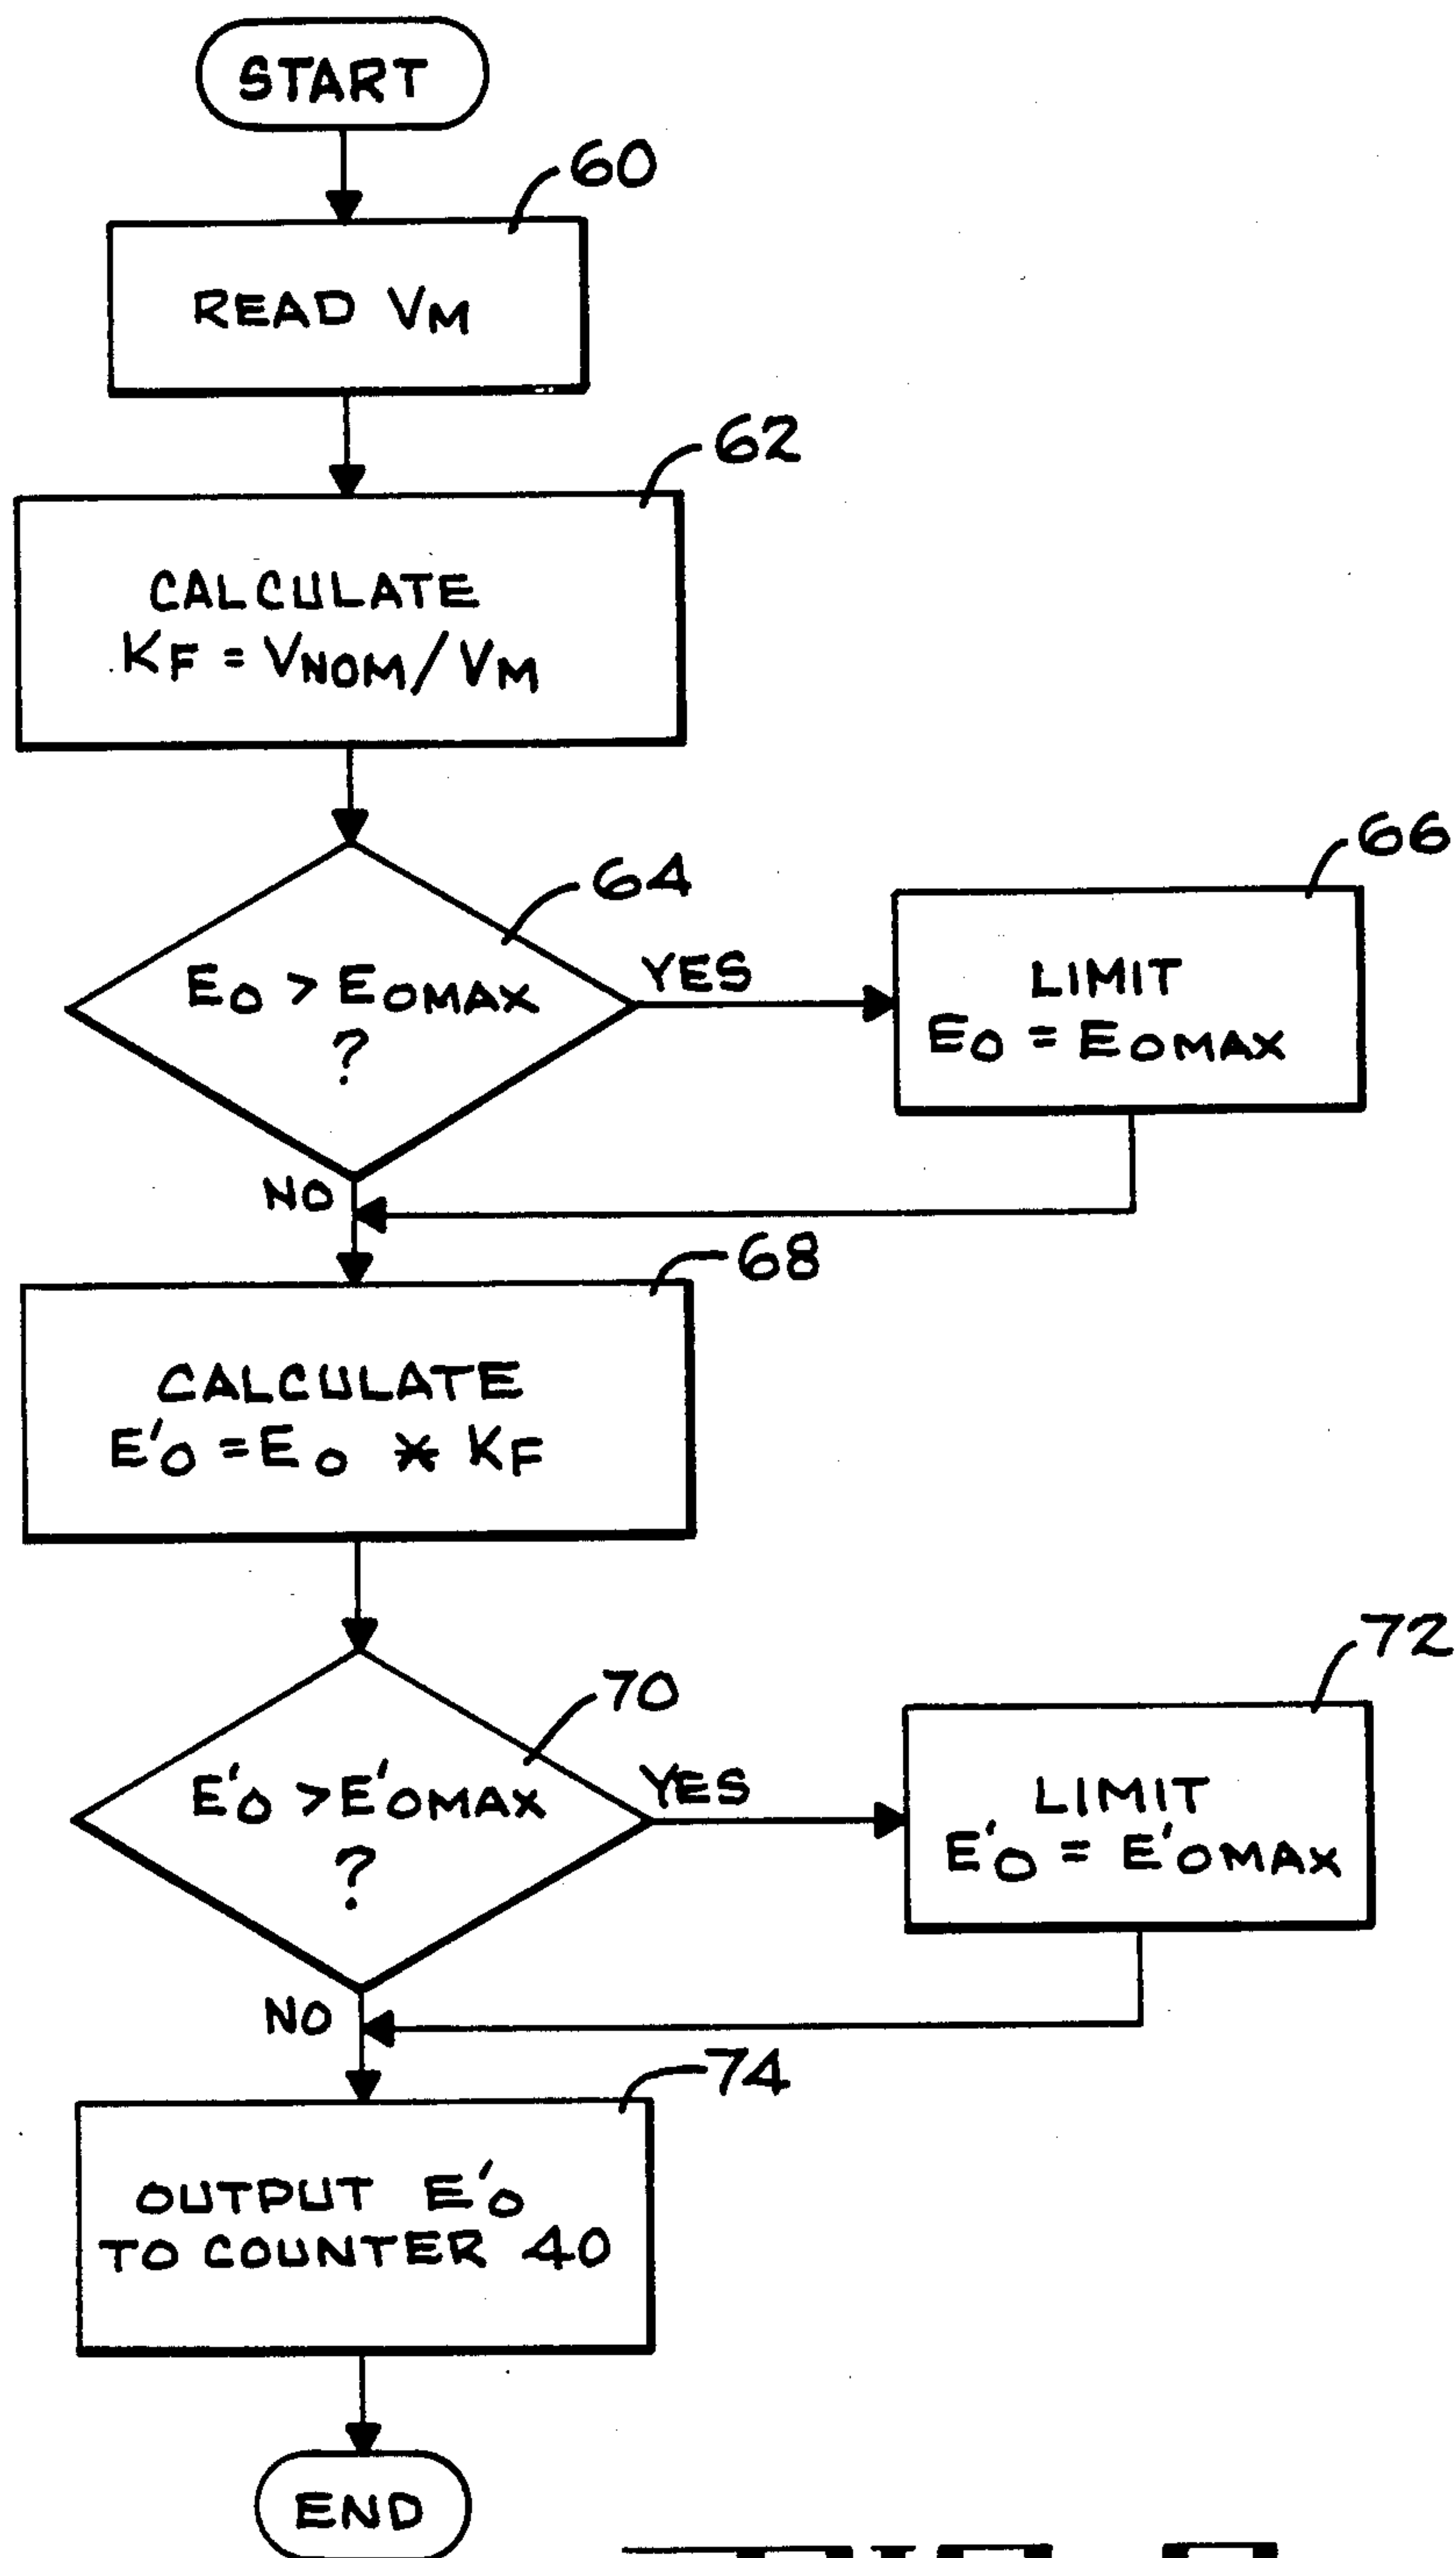 START
60
READ VM
62
CALCULATE
KF = VNOM/VM
64
EO > EOMAX
?
YES
66
LIMIT
EO = EOMAX
NO
68
CALCULATE
E'O = EO * KF
70
E'O > E'OMAX
?
YES
72
LIMIT
E'O = E'OMAX
NO
74
OUTPUT E'O
TO COUNTER 40
END